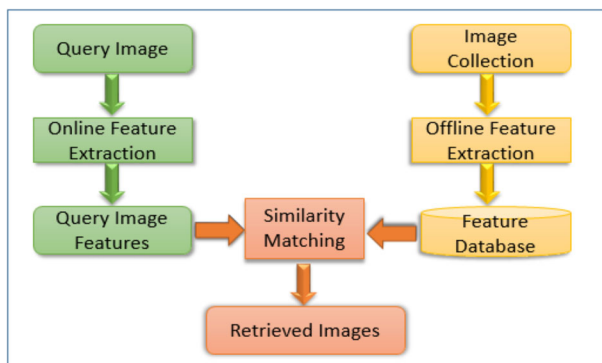 Query Image
Image
Collection
Online Feature
Extraction
Offline Feature
Extraction
Query Image
Features
Similarity
Matching
Feature
Database
Retrieved Images